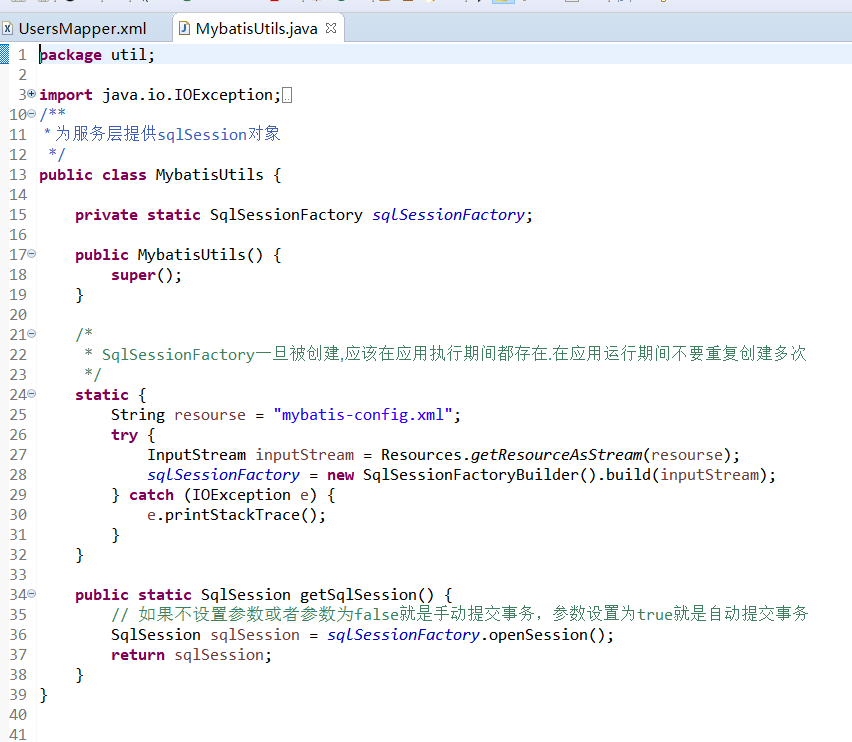 UsersMapper.xml MybatisUtils.java
1 package util;
2
3 import java.io.IOException;
10 /**
11 * 为服务层提供sqlSession对象
12 */
13 public class MybatisUtils {
14
15 private static SqlSessionFactory sqlSessionFactory;
16
17 public MybatisUtils() {
18 super();
19 }
20
21 /*
22 * SqlSessionFactory一旦被创建,应该在应用执行期间都存在.在应用运行期间不要重复创建多次
23 */
24 static {
25 String resourse = "mybatis-config.xml";
26 try {
27 InputStream inputStream = Resources.getResourceAsStream(resourse);
28 sqlSessionFactory = new SqlSessionFactoryBuilder().build(inputStream);
29 } catch (IOException e) {
30 e.printStackTrace();
31 }
32 }
33
34 public static SqlSession getSqlSession() {
35 // 如果不设置参数或者参数为false就是手动提交事务，参数设置为true就是自动提交事务
36 SqlSession sqlSession = sqlSessionFactory.openSession();
37 return sqlSession;
38 }
39 }
40
41